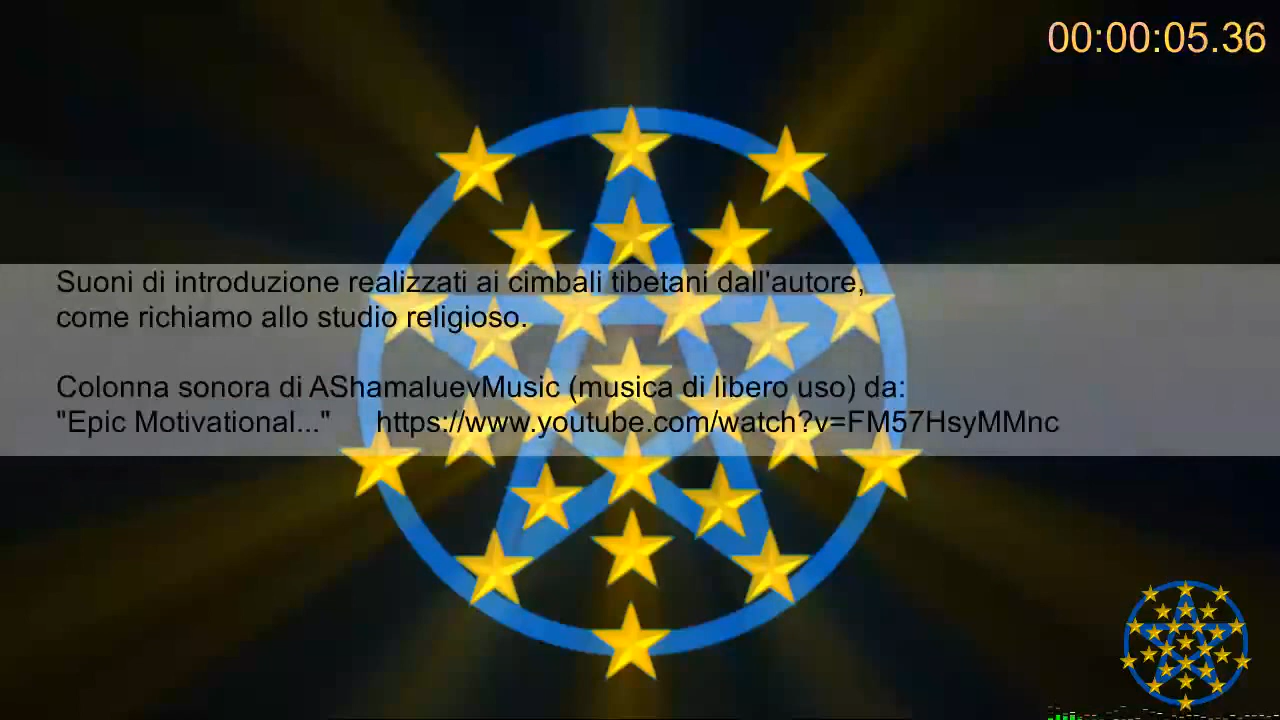 00:00:05.36
Suoni di introduzione realizzati ai cimbali tibetani dall'autore,
come richiamo allo studio religioso.
Colonna sonora di AShamaluevMusic (musica di libero uso) da:
"Epic Motivational..." https://www.youtube.com/watch?v=FM57HsyMMnc